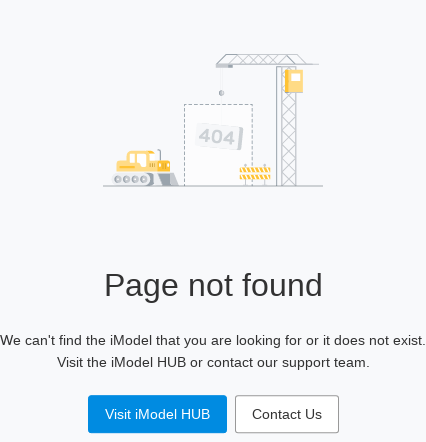 404
Page not found
We can't find the iModel that you are looking for or it does not exist.
Visit the iModel HUB or contact our support team.
Visit iModel HUB
Contact Us